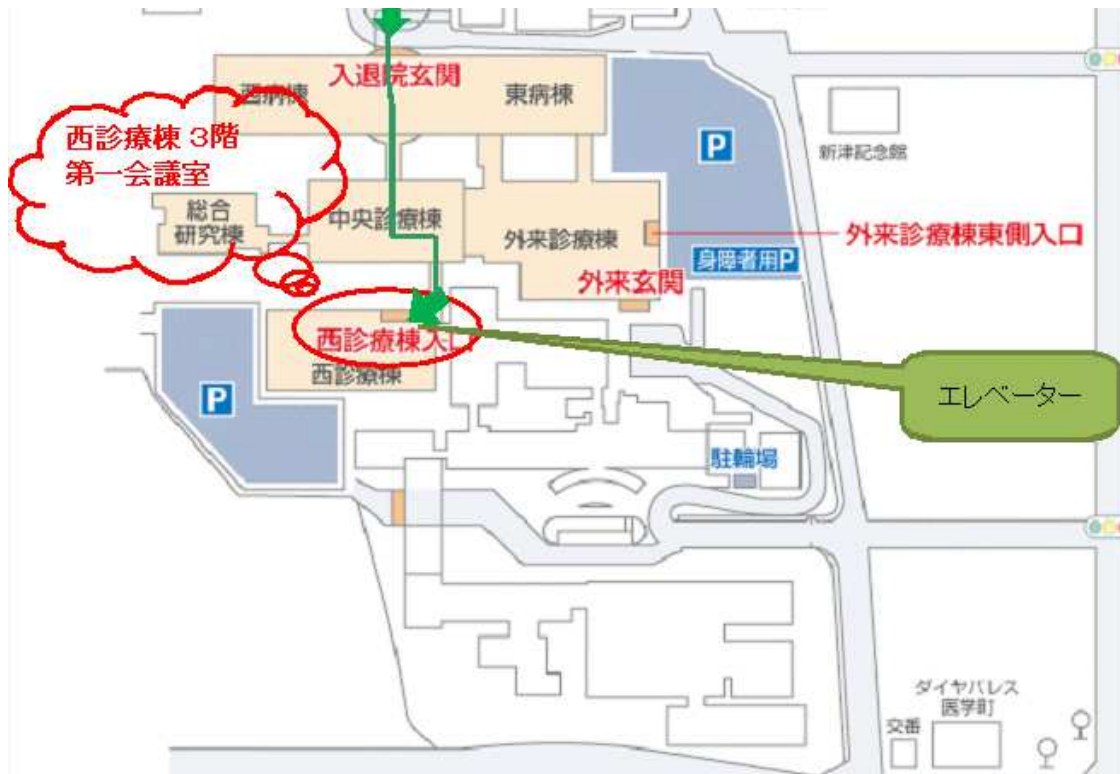 入退院玄関
西病棟
東病棟
P
西診療棟 3階
第一会議室
新津記念館
総合
研究棟
中央診療棟
外来診療棟
外来診療棟東側入口
身障者用P
外来玄関
西診療棟入口
西診療棟
P
エレベーター
駐輪場
ダイヤパレス
医学町
交番